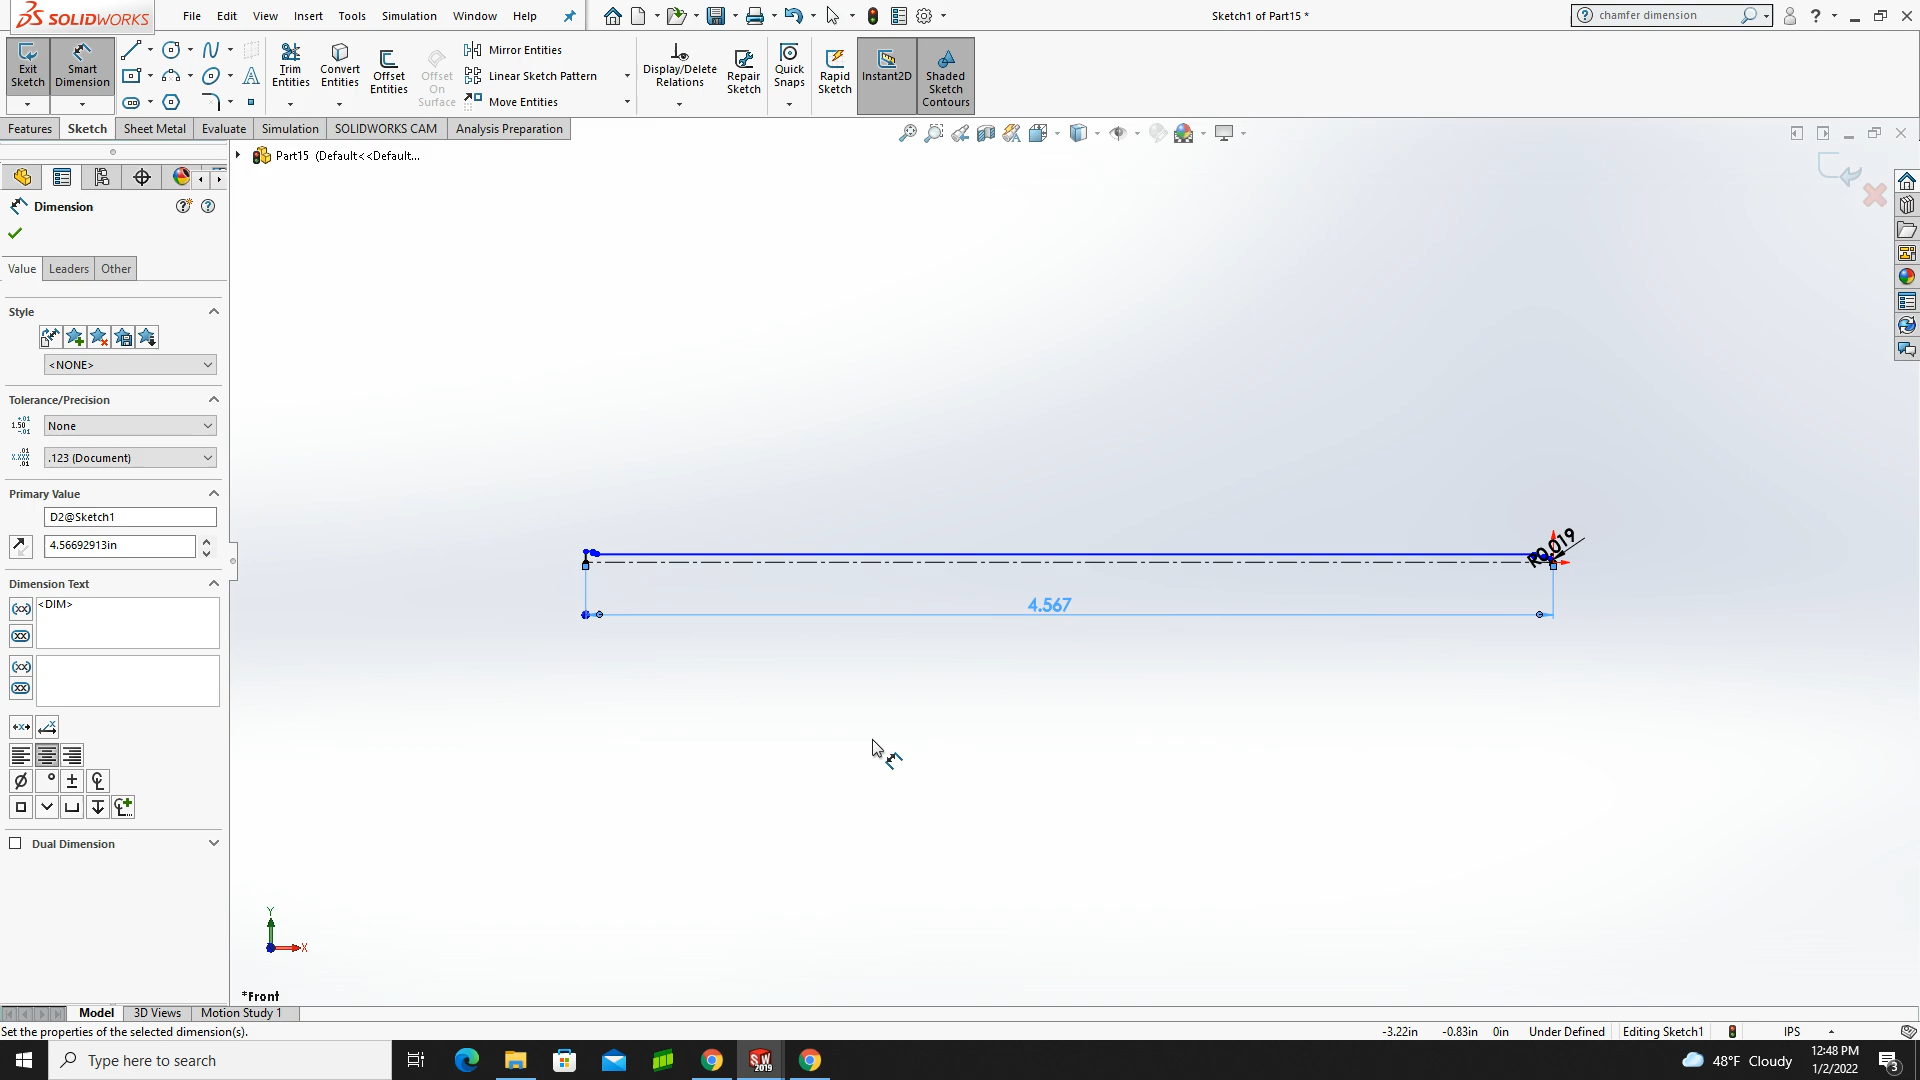 SOLIDWORKS File Edit View Insert Tools Simulation Window Help Sketch1 of Part15 * chamfer dimension
Exit Sketch
Smart Dimension
Trim Entities
Convert Entities
Offset Entities
Offset On Surface
Mirror Entities
Linear Sketch Pattern
Move Entities
Display/Delete Relations
Repair Sketch
Quick Snaps
Rapid Sketch
Instant2D
Shaded Sketch Contours
Features Sketch Sheet Metal Evaluate Simulation SOLIDWORKS CAM Analysis Preparation
Part15 (Default<<Default...
Dimension
Value Leaders Other
Style
<NONE>
Tolerance/Precision
None
.123 (Document)
Primary Value
D2@Sketch1
4.56692913in
Dimension Text
<DIM>
Dual Dimension
R0.019
4.567
Y
X
*Front
Model 3D Views Motion Study 1
Set the properties of the selected dimension(s). -3.22in -0.83in 0in Under Defined Editing Sketch1 IPS
Type here to search
SW 2019
48°F Cloudy
12:48 PM
1/2/2022
3